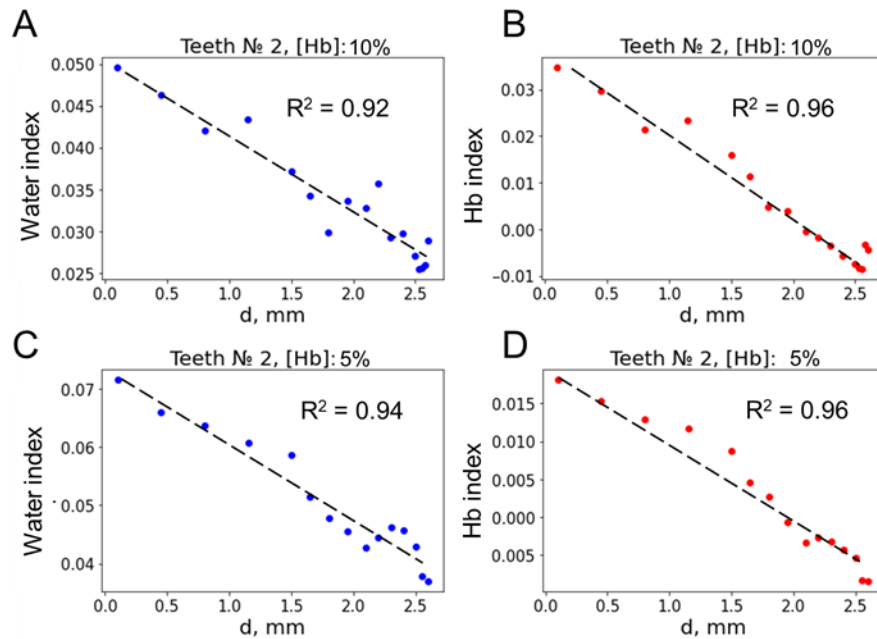 A
Teeth № 2, [Hb]: 10%
0.050
0.045
0.040
0.035
0.030
0.025
Water index
R² = 0.92
0.0 0.5 1.0 1.5 2.0 2.5
d, mm
B
Teeth № 2, [Hb]: 10%
0.03
0.02
0.01
0.00
−0.01
Hb index
R² = 0.96
0.0 0.5 1.0 1.5 2.0 2.5
d, mm
C
Teeth № 2, [Hb]: 5%
0.07
0.06
0.05
0.04
Water index
R² = 0.94
0.0 0.5 1.0 1.5 2.0 2.5
d, mm
D
Teeth № 2, [Hb]: 5%
0.015
0.010
0.005
0.000
0.005
Hb index
R² = 0.96
0.0 0.5 1.0 1.5 2.0 2.5
d, mm